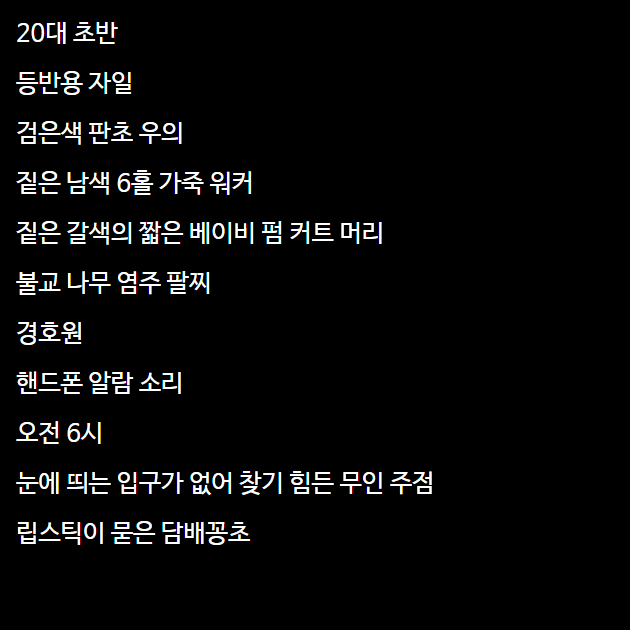 20대 초반
등반용 자일
검은색 판초 우의
짙은 남색 6홀 가죽 워커
짙은 갈색의 짧은 베이비 펌 커트 머리
불교 나무 염주 팔찌
경호원
핸드폰 알람 소리
오전 6시
눈에 띄는 입구가 없어 찾기 힘든 무인 주점
립스틱이 묻은 담배꽁초